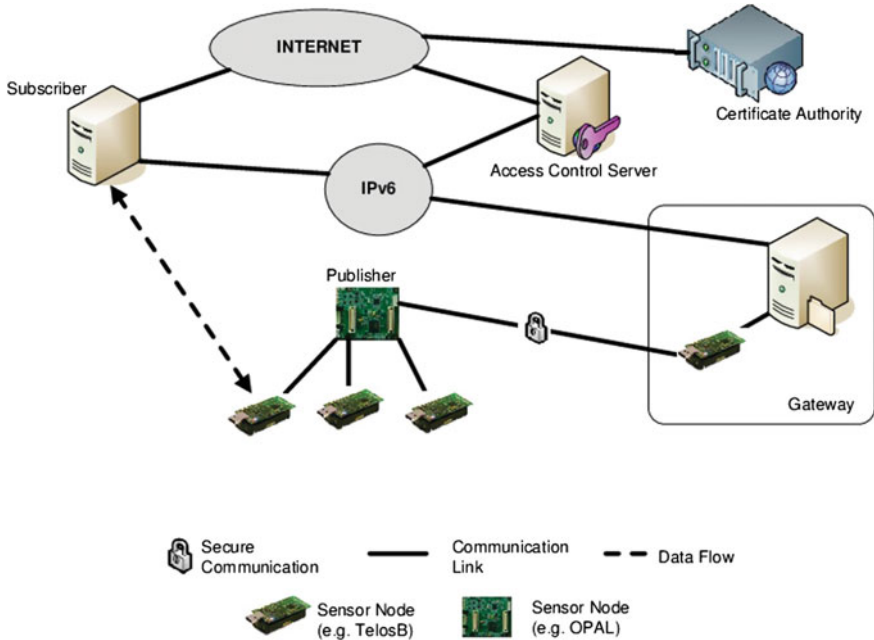 INTERNET
Subscriber
Certificate Authority
Access Control Server
IPv6
Publisher
Gateway
Secure
Communication
Communication
Link
Data Flow
Sensor Node
(e.g. TelosB)
Sensor Node
(e.g. OPAL)